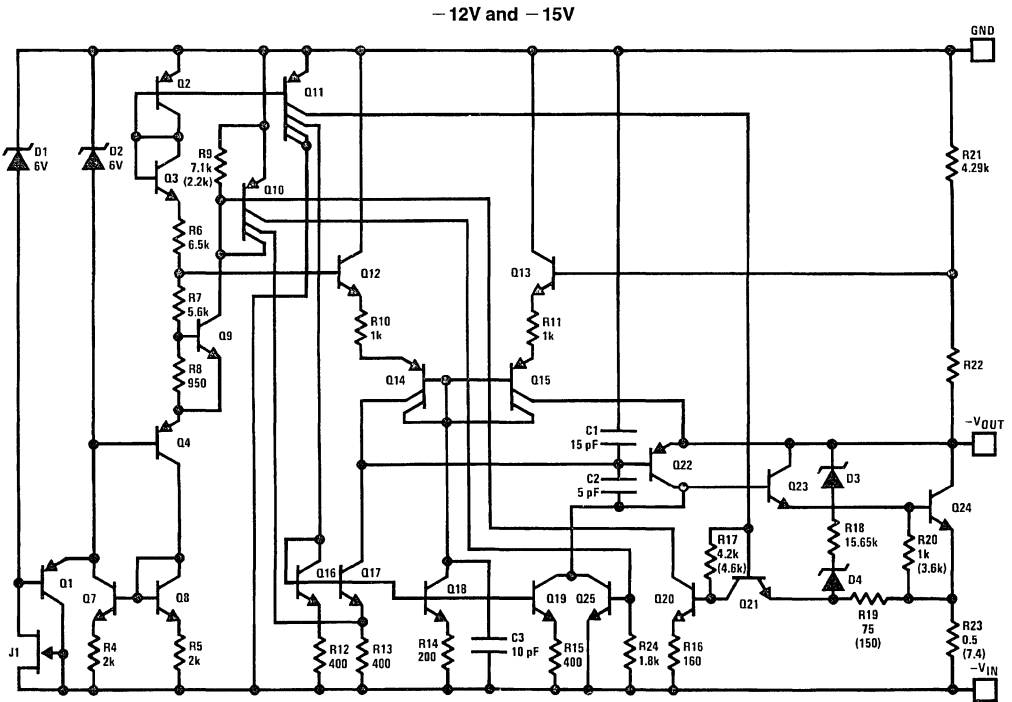 −12V and −15V
GND
Q2
Q11
D1
6V
D2
6V
R9
7.1k
(2.2k)
R21
4.29k
Q3
Q10
R6
6.5k
Q12
Q13
R7
5.6k
R10
1k
R11
1k
Q9
R8
950
Q14
Q15
R22
Q4
C1
15 pF
−VOUT
Q22
C2
5 pF
Q23
D3
Q24
R17
4.2k
(4.6k)
R18
15.65k
R20
1k
(3.6k)
Q1
Q7
Q8
Q16
Q17
Q18
Q19
Q25
Q20
Q21
D4
R19
75
(150)
J1
R4
2k
R5
2k
R12
400
R13
400
R14
200
C3
10 pF
R15
400
R24
1.8k
R16
160
R23
0.5
(7.4)
−VIN